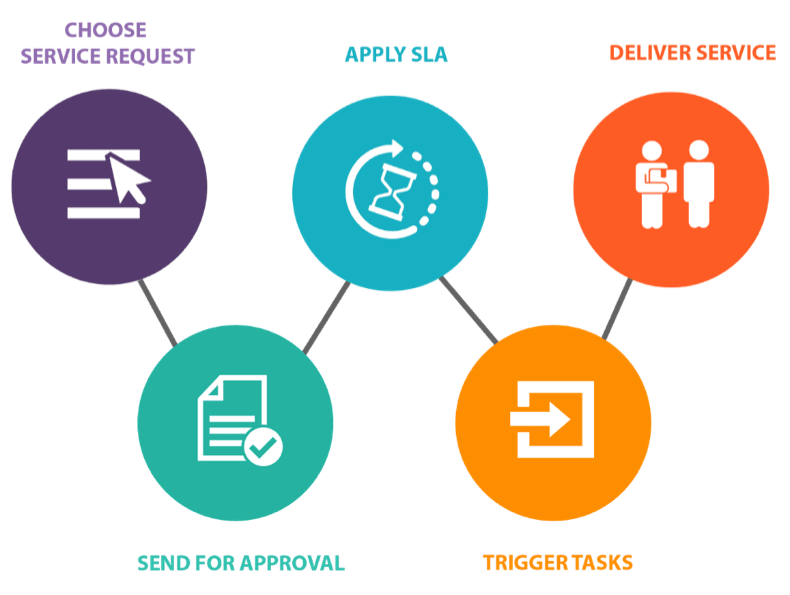 CHOOSE
SERVICE REQUEST
APPLY SLA
DELIVER SERVICE
SEND FOR APPROVAL
TRIGGER TASKS